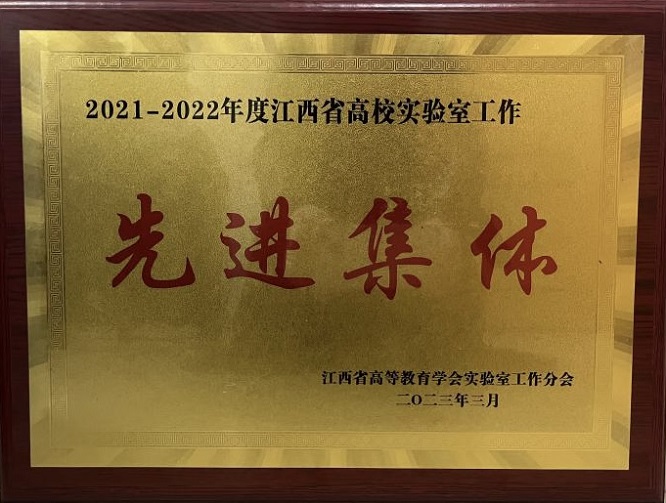 2021-2022年度江西省高校实验室工作
先进集体
江西省高等教育学会实验室工作分会
二〇二三年三月